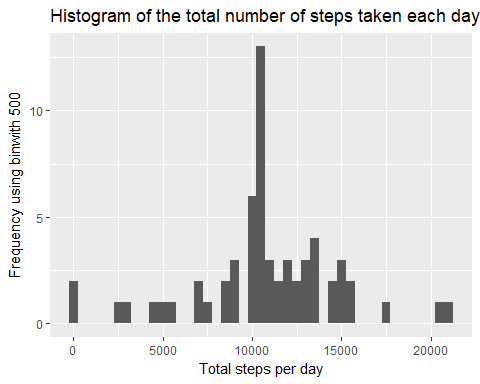 Histogram of the total number of steps taken each day
Frequency using binwith 500
10
5
0
0 5000 10000 15000 20000
Total steps per day